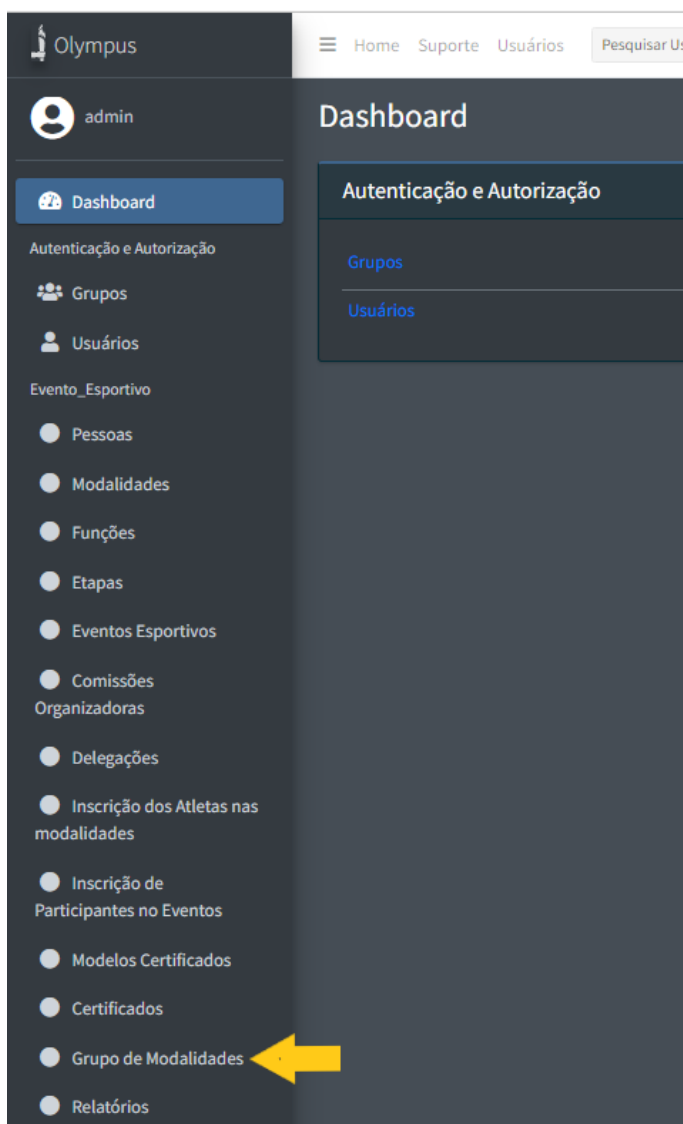 Olympus
Home Suporte Usuários
admin
Dashboard
Dashboard
Autenticação e Autorização
Autenticação e Autorização
Grupos
Grupos
Usuários
Usuários
Evento_Esportivo
Pessoas
Modalidades
Funções
Etapas
Eventos Esportivos
Comissões
Organizadoras
Delegações
Inscrição dos Atletas nas
modalidades
Inscrição de
Participantes no Eventos
Modelos Certificados
Certificados
Grupo de Modalidades
Relatórios
Pesquisar Us